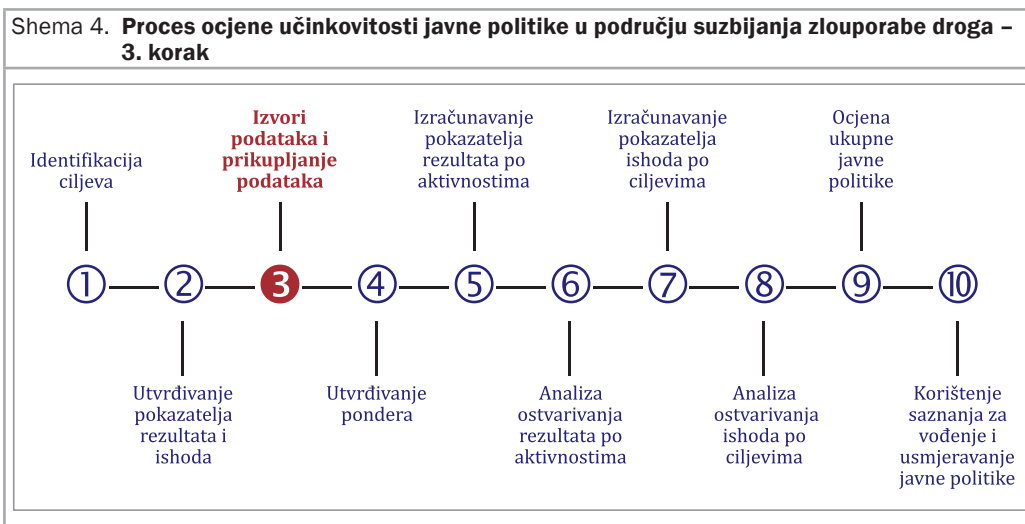 Shema 4. Proces ocjene učinkovitosti javne politike u području suzbijanja zlouporabe droga –
3. korak
Identifikacija
ciljeva
Izvori
podataka i
prikupljanje
podataka
Izračunavanje
pokazatelja
rezultata po
aktivnostima
Izračunavanje
pokazatelja
ishoda po
ciljevima
Ocjena
ukupne
javne
politike
1 2 3 4 5 6 7 8 9 10
Utvrđivanje
pokazatelja
rezultata i
ishoda
Utvrđivanje
pondera
Analiza
ostvarivanja
rezultata po
aktivnostima
Analiza
ostvarivanja
ishoda po
ciljevima
Korištenje
saznanja za
vođenje i
usmjeravanje
javne politike